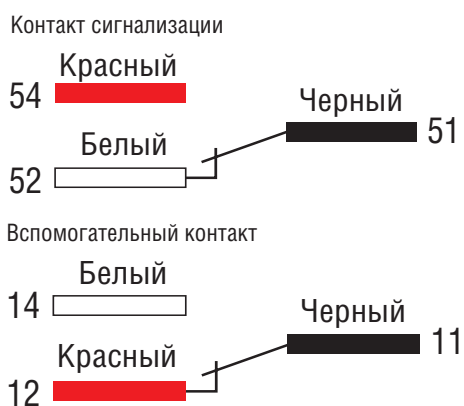 Контакт сигнализации
Красный
54
Черный
51
Белый
52
Вспомогательный контакт
Белый
14
Черный
11
Красный
12